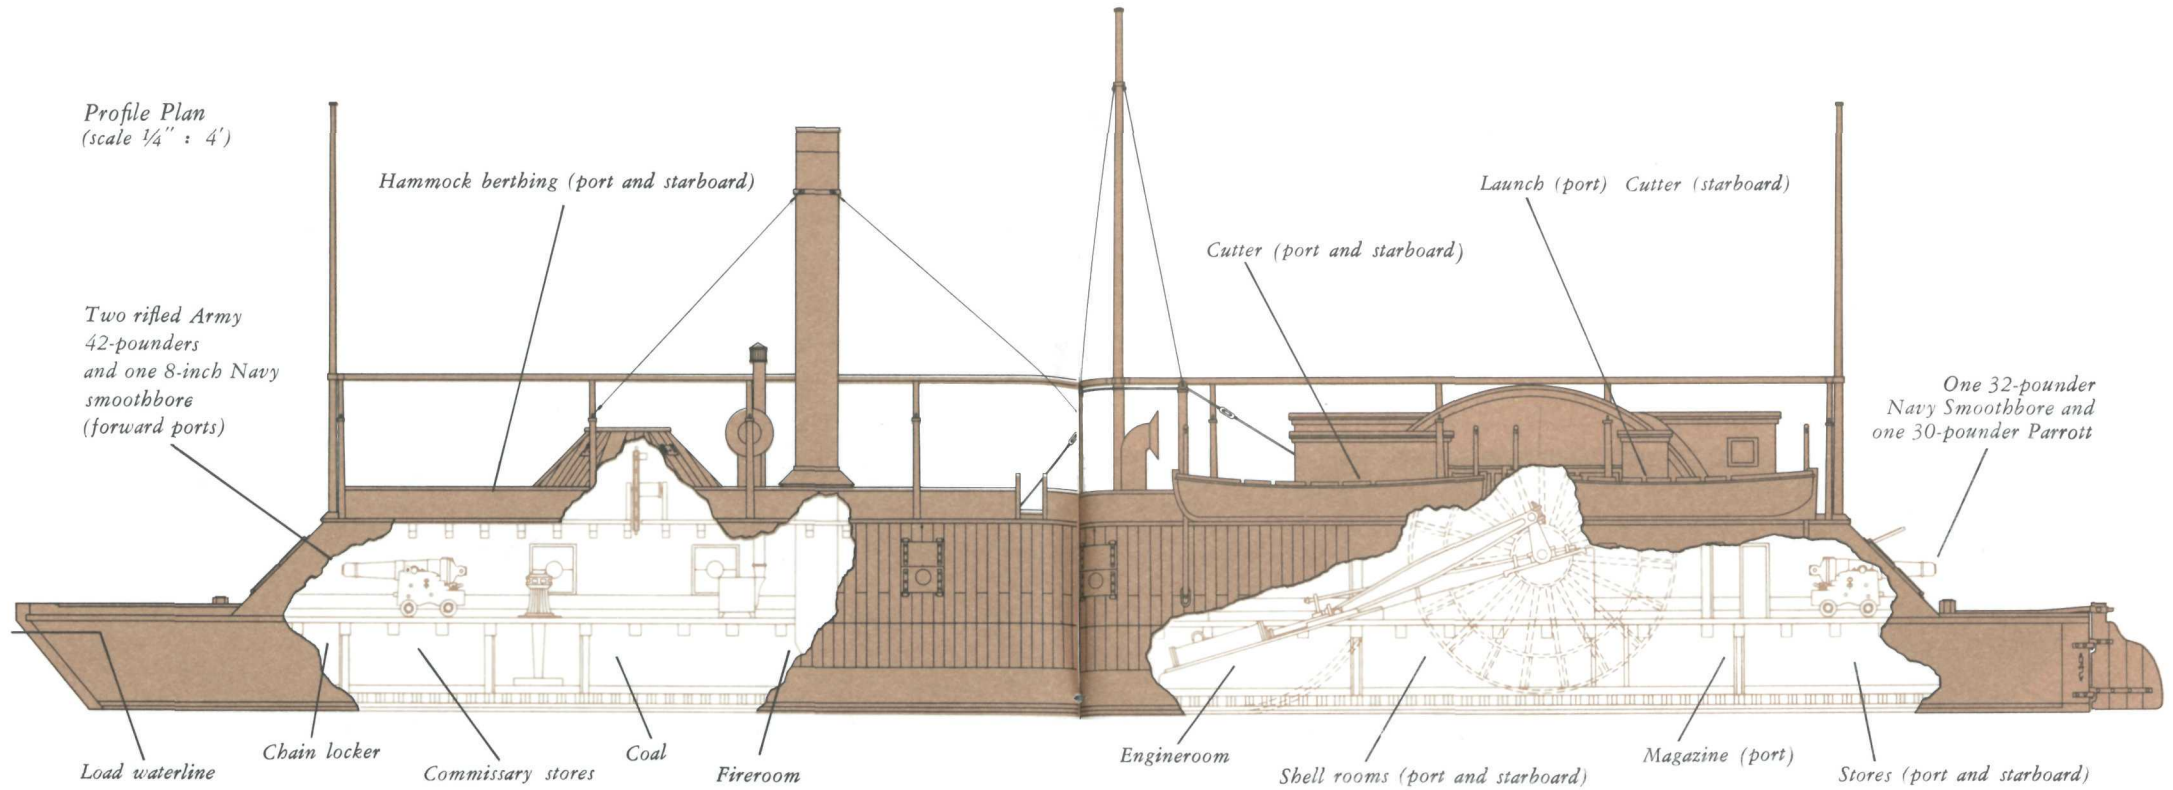 Profile Plan
(scale ¼" : 4')
Hammock berthing (port and starboard)
Launch (port) Cutter (starboard)
Cutter (port and starboard)
Two rifled Army
42-pounders
and one 8-inch Navy
smoothbore
(forward ports)
One 32-pounder
Navy Smoothbore and
one 30-pounder Parrott
Load waterline
Chain locker
Commissary stores
Coal
Fireroom
Engineroom
Shell rooms (port and starboard)
Magazine (port)
Stores (port and starboard)